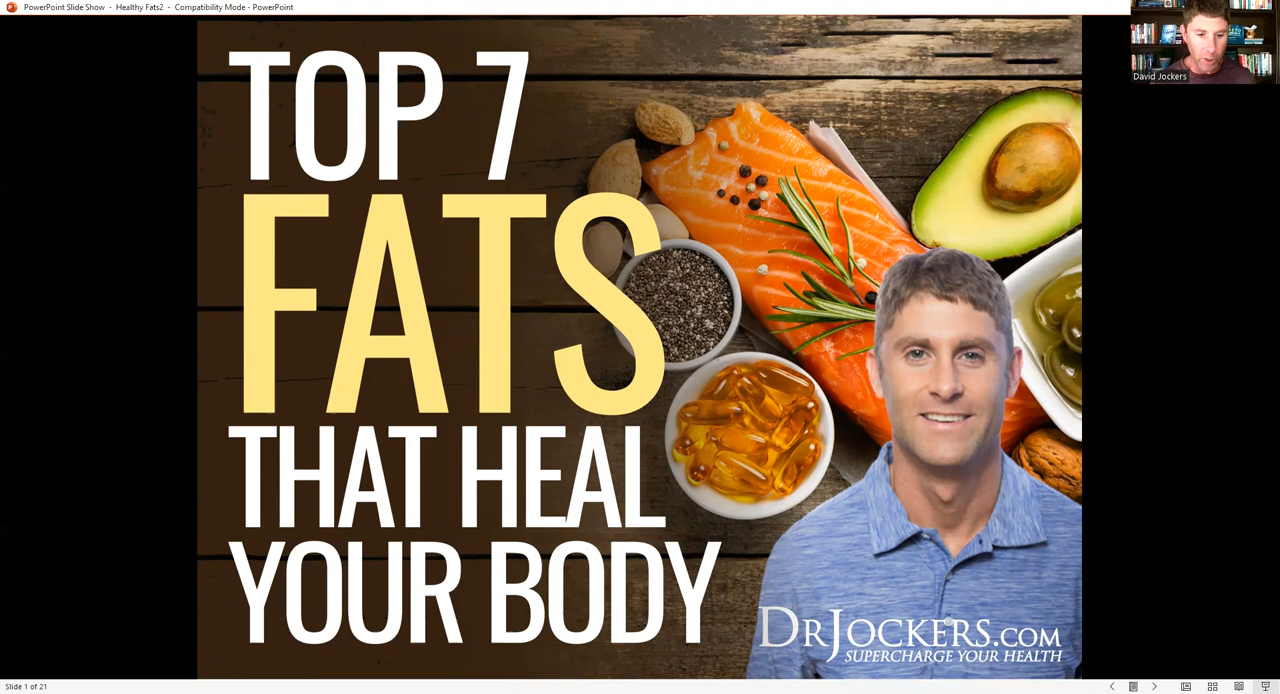 PowerPoint Slide Show - Healthy Fats2 - Compatibility Mode - PowerPoint
David Jockers
TOP 7
FATS
THAT HEAL
YOUR BODY
DRJOCKERS.COM
SUPERCHARGE YOUR HEALTH
Slide 1 of 21